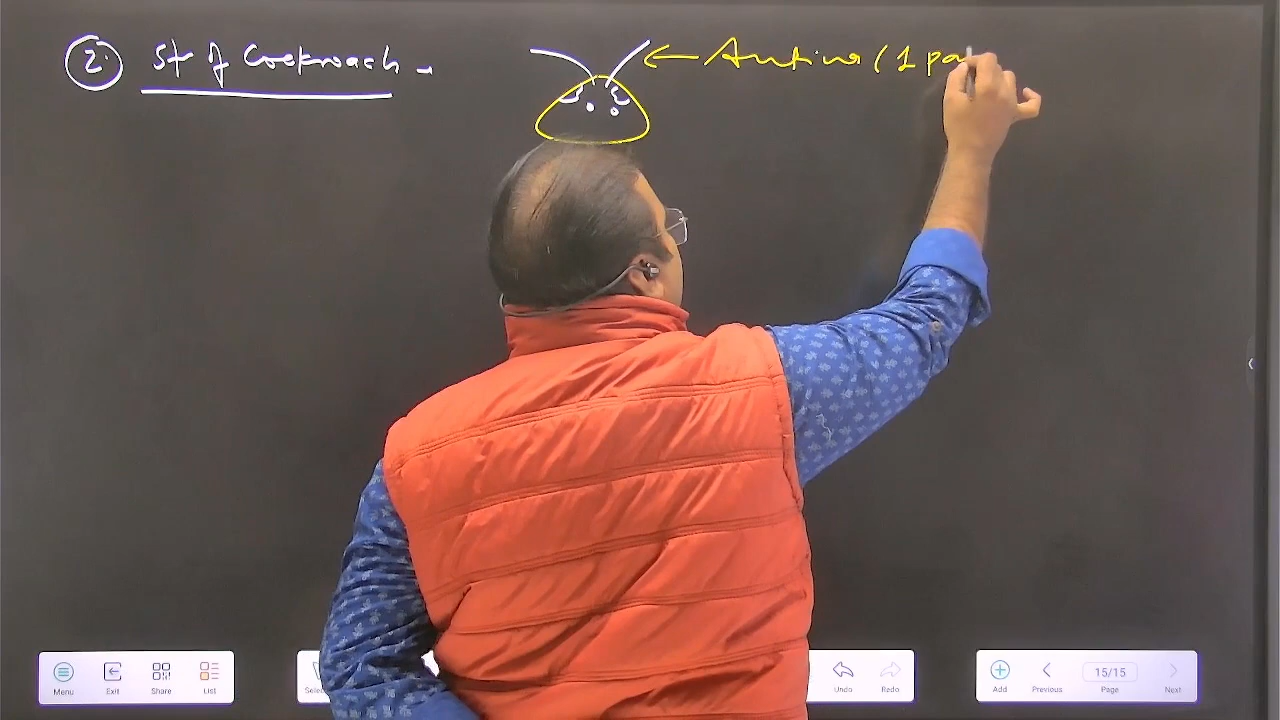 2. St of Cockroach -
← Antina (1 pa
Menu Exit Share List
Selec
Undo Redo
Add Previous 15/15 Page Next